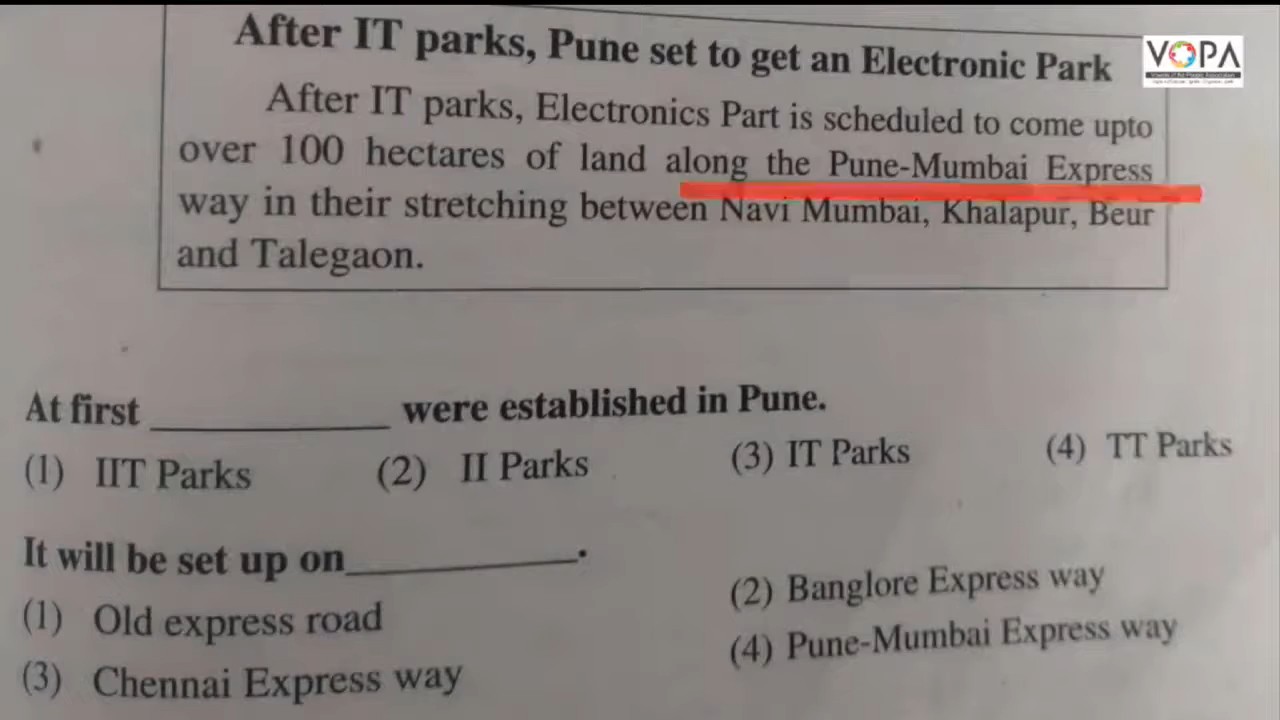 After IT parks, Pune set to get an Electronic Park
VOPA
After IT parks, Electronics Part is scheduled to come upto
over 100 hectares of land along the Pune-Mumbai Express
way in their stretching between Navi Mumbai, Khalapur, Beur
and Talegaon.
At first __________ were established in Pune.
(1) IIT Parks (2) II Parks (3) IT Parks (4) TT Parks
It will be set up on__________.
(1) Old express road (2) Banglore Express way
(3) Chennai Express way (4) Pune-Mumbai Express way